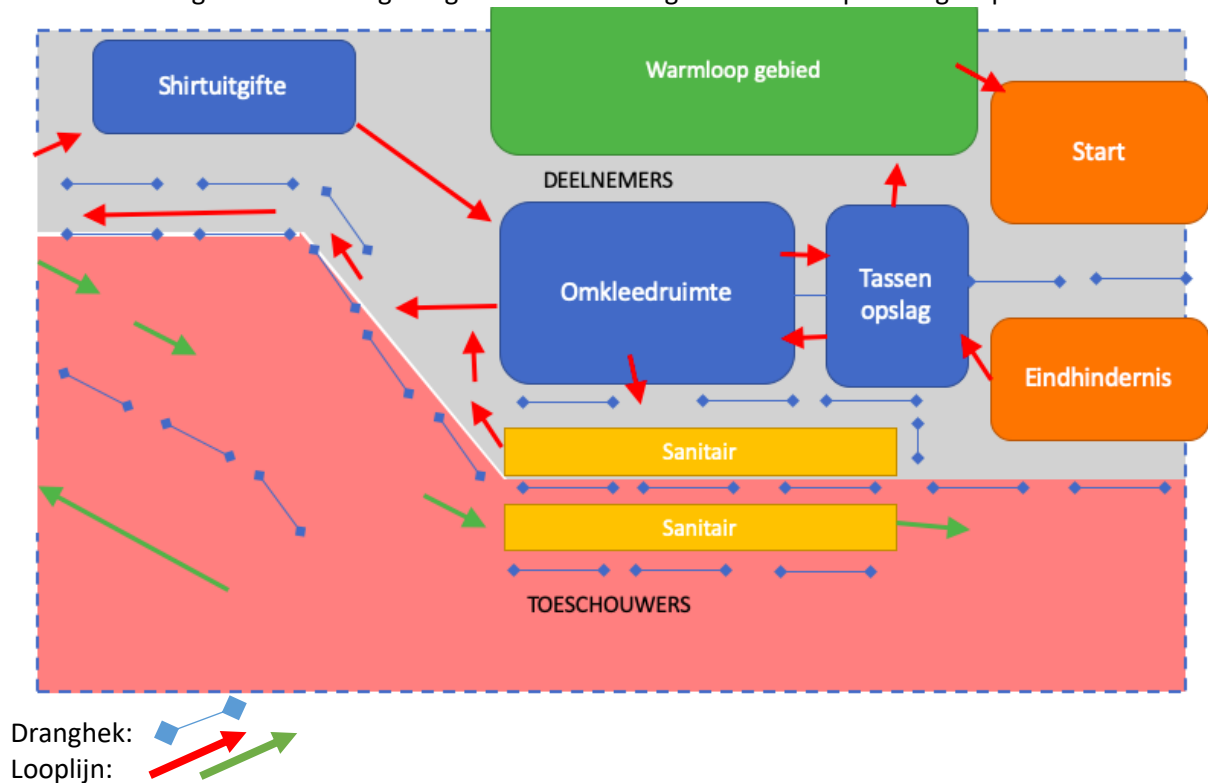 Warmloop gebied
Shirtuitgifte
Start
DEELNEMERS
Omkleedruimte
Tassen
opslag
Eindhindernis
Sanitair
Sanitair
TOESCHOUWERS
Dranghek:
Looplijn: